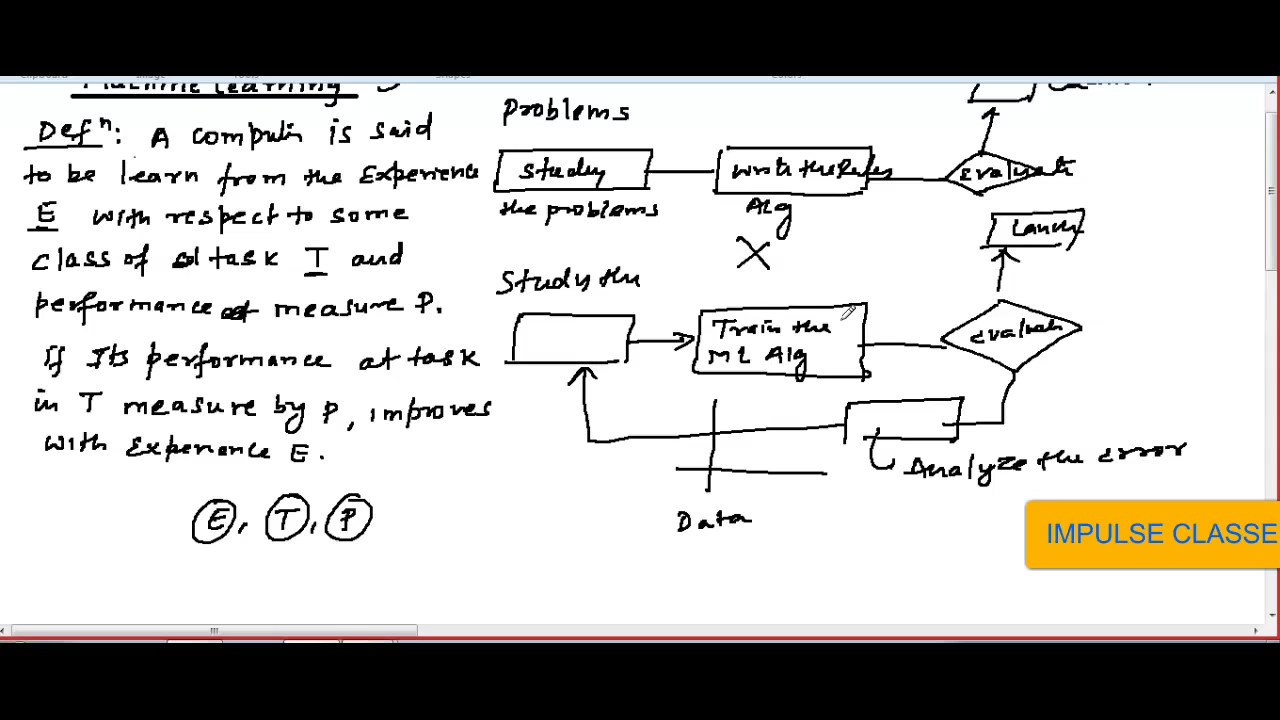 Machine Learning
Defn: A computin is said
to be learn from the Experience
E with respect to some
class of task T and
performance measure P.
if Its performance at task
in T measure by P, improves
with Experience E.
E, T, P
Problems
Study
the problems
Write the Rules
Alg
evaluate
Launch
Study the
Train the
ML Alg
evaluate
Analyze the error
Data
IMPULSE CLASSE